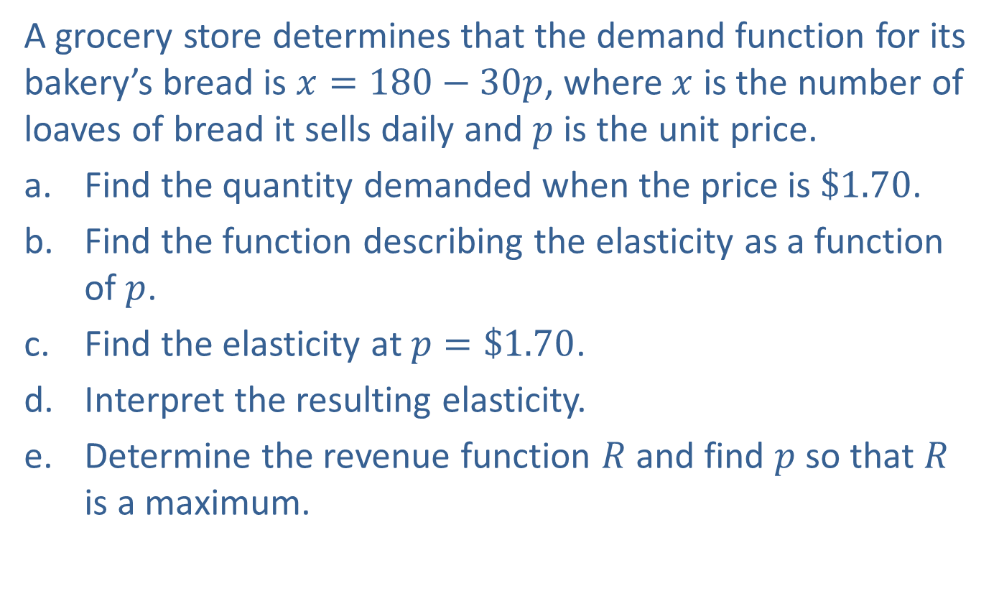 A grocery store determines that the demand function for its
bakery’s bread is 𝑥 = 180 − 30𝑝, where 𝑥 is the number of
loaves of bread it sells daily and 𝑝 is the unit price.
a. Find the quantity demanded when the price is $1.70.
b. Find the function describing the elasticity as a function
of 𝑝.
c. Find the elasticity at 𝑝 = $1.70.
d. Interpret the resulting elasticity.
e. Determine the revenue function 𝑅 and find 𝑝 so that 𝑅
is a maximum.